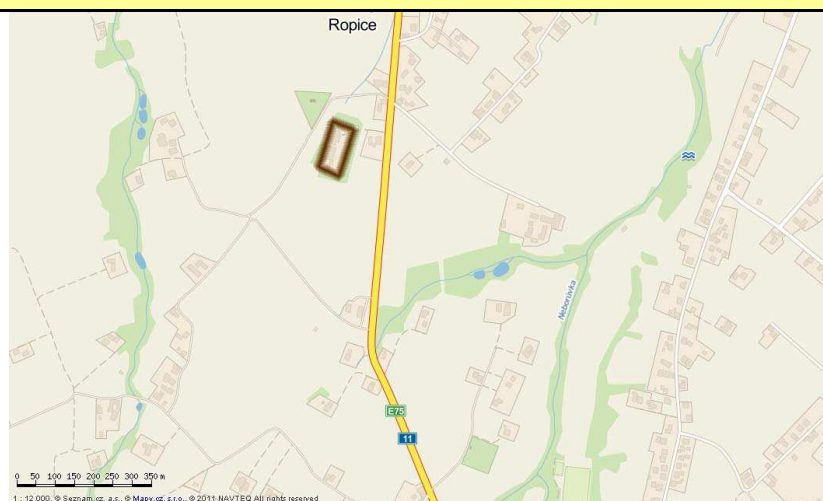 Ropice
Neborůvka
E75
11
0 50 100 150 200 250 300 350 m
1 : 12 000, © Seznam.cz, a.s., © Mapy.cz, s.r.o., © 2011 NAVTEQ All rights reserved